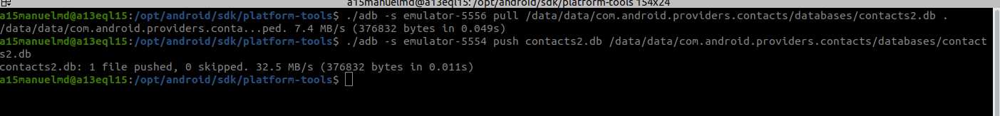 a15manuelmd@a13eql15: /opt/android/sdk/platform-tools 154x24
a15manuelmd@a13eql15:/opt/android/sdk/platform-tools$ ./adb -s emulator-5556 pull /data/data/com.android.providers.contacts/databases/contacts2.db .
/data/data/com.android.providers.conta...ped. 7.4 MB/s (376832 bytes in 0.049s)
a15manuelmd@a13eql15:/opt/android/sdk/platform-tools$ ./adb -s emulator-5554 push contacts2.db /data/data/com.android.providers.contacts/databases/contact
s2.db
contacts2.db: 1 file pushed, 0 skipped. 32.5 MB/s (376832 bytes in 0.011s)
a15manuelmd@a13eql15:/opt/android/sdk/platform-tools$